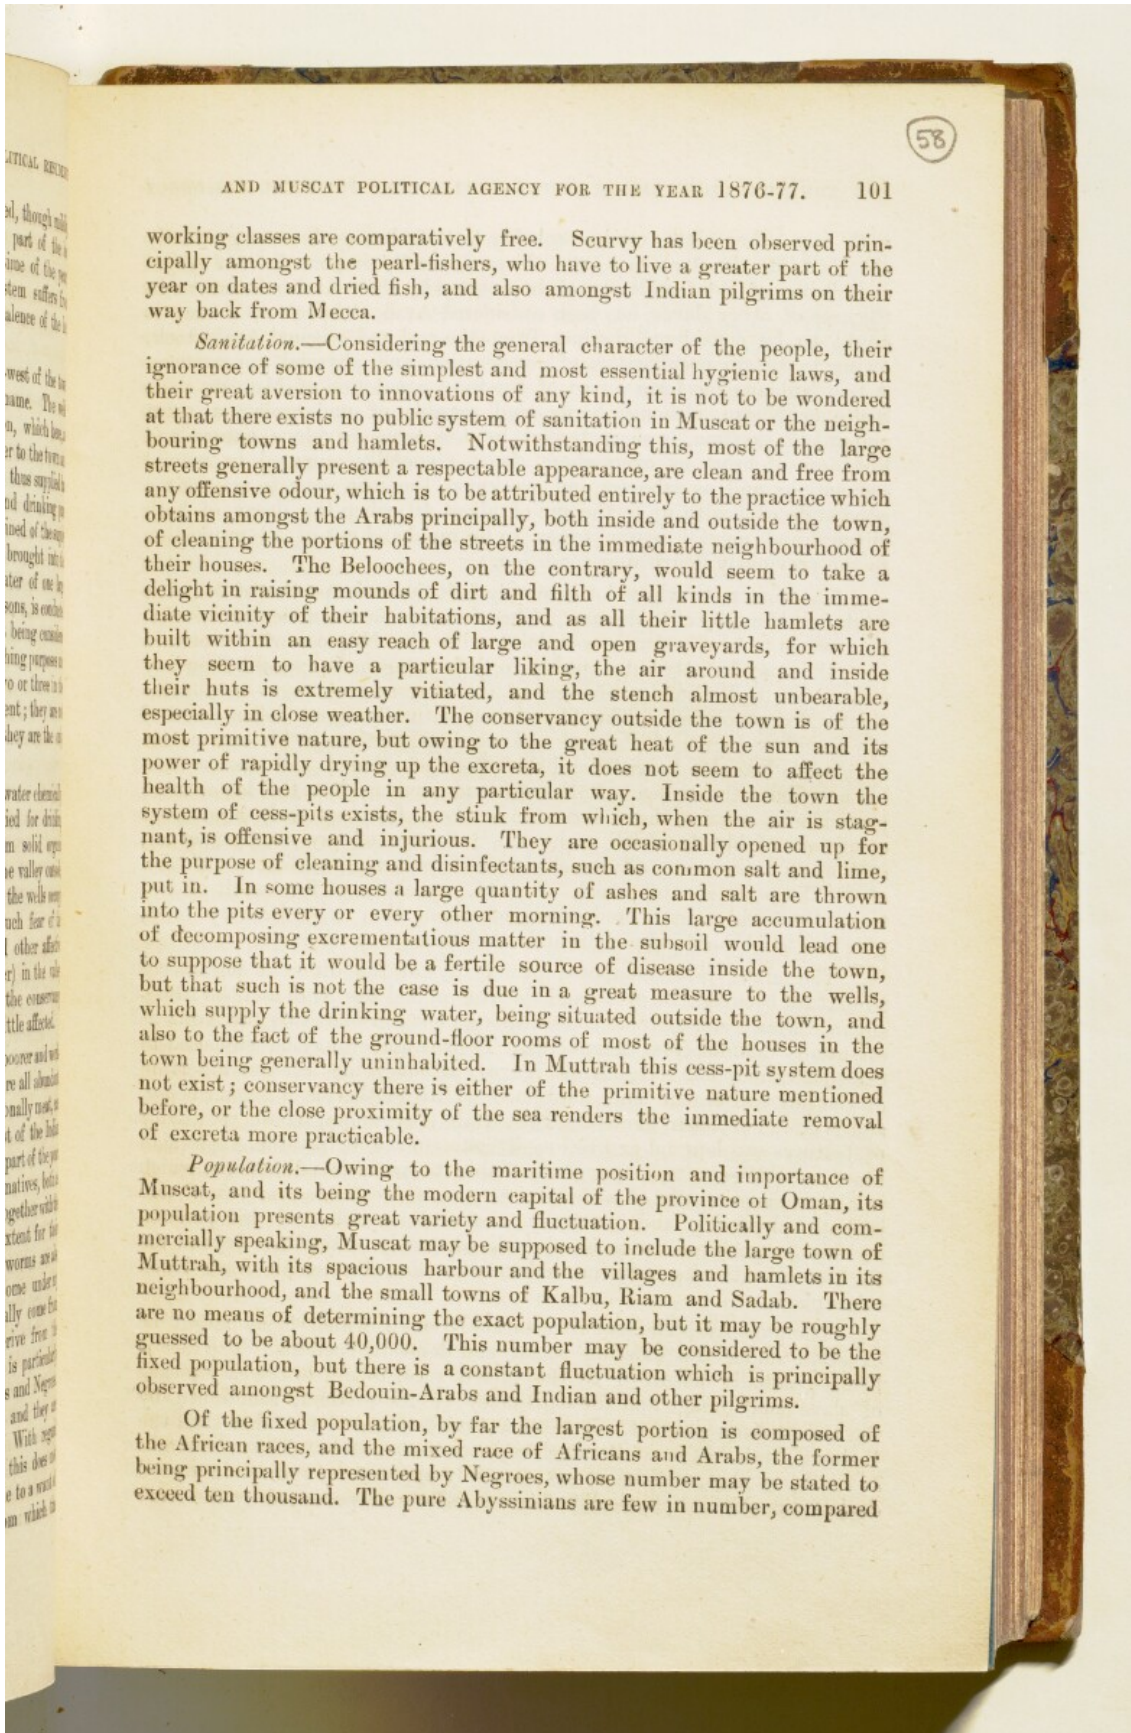 58
AND MUSCAT POLITICAL AGENCY FOR THE YEAR 1876-77. 101
working classes are comparatively free. Scurvy has been observed prin-
cipally amongst the pearl-fishers, who have to live a greater part of the
year on dates and dried fish, and also amongst Indian pilgrims on their
way back from Mecca.
Sanitation.—Considering the general character of the people, their
ignorance of some of the simplest and most essential hygienic laws, and
their great aversion to innovations of any kind, it is not to be wondered
at that there exists no public system of sanitation in Muscat or the neigh-
bouring towns and hamlets. Notwithstanding this, most of the large
streets generally present a respectable appearance, are clean and free from
any offensive odour, which is to be attributed entirely to the practice which
obtains amongst the Arabs principally, both inside and outside the town,
of cleaning the portions of the streets in the immediate neighbourhood of
their houses. The Beloochees, on the contrary, would seem to take a
delight in raising mounds of dirt and filth of all kinds in the imme-
diate vicinity of their habitations, and as all their little hamlets are
built within an easy reach of large and open graveyards, for which
they seem to have a particular liking, the air around and inside
their huts is extremely vitiated, and the stench almost unbearable,
especially in close weather. The conservancy outside the town is of the
most primitive nature, but owing to the great heat of the sun and its
power of rapidly drying up the excreta, it does not seem to affect the
health of the people in any particular way. Inside the town the
system of cess-pits exists, the stink from which, when the air is stag-
nant, is offensive and injurious. They are occasionally opened up for
the purpose of cleaning and disinfectants, such as common salt and lime,
put in. In some houses a large quantity of ashes and salt are thrown
into the pits every or every other morning. This large accumulation
of decomposing excrementatious matter in the subsoil would lead one
to suppose that it would be a fertile source of disease inside the town,
but that such is not the case is due in a great measure to the wells,
which supply the drinking water, being situated outside the town, and
also to the fact of the ground-floor rooms of most of the houses in the
town being generally uninhabited. In Muttrah this cess-pit system does
not exist; conservancy there is either of the primitive nature mentioned
before, or the close proximity of the sea renders the immediate removal
of excreta more practicable.
Population.—Owing to the maritime position and importance of
Muscat, and its being the modern capital of the province of Oman, its
population presents great variety and fluctuation. Politically and com-
mercially speaking, Muscat may be supposed to include the large town of
Muttrah, with its spacious harbour and the villages and hamlets in its
neighbourhood, and the small towns of Kalbu, Riam and Sadab. There
are no means of determining the exact population, but it may be roughly
guessed to be about 40,000. This number may be considered to be the
fixed population, but there is a constant fluctuation which is principally
observed amongst Bedouin-Arabs and Indian and other pilgrims.
Of the fixed population, by far the largest portion is composed of
the African races, and the mixed race of Africans and Arabs, the former
being principally represented by Negroes, whose number may be stated to
exceed ten thousand. The pure Abyssinians are few in number, compared